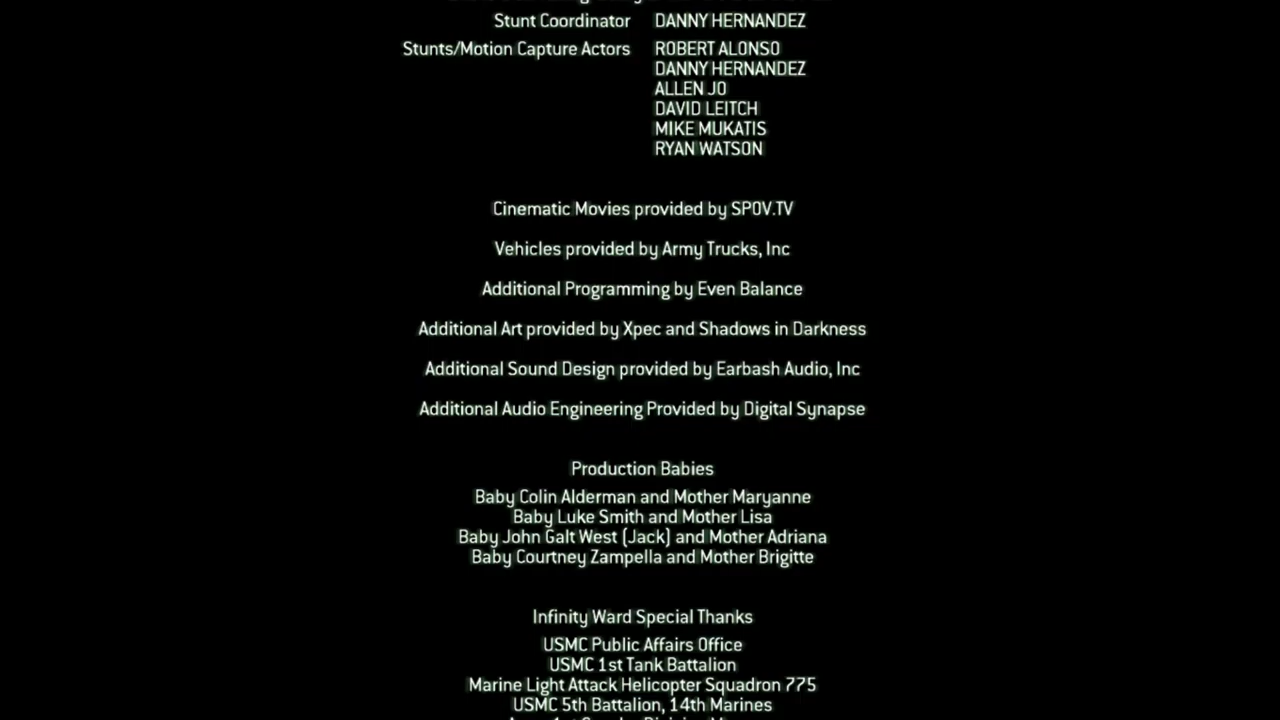 Stunt Coordinator DANNY HERNANDEZ
Stunts/Motion Capture Actors ROBERT ALONSO
DANNY HERNANDEZ
ALLEN JO
DAVID LEITCH
MIKE MUKATIS
RYAN WATSON
Cinematic Movies provided by SPOV.TV
Vehicles provided by Army Trucks, Inc
Additional Programming by Even Balance
Additional Art provided by Xpec and Shadows in Darkness
Additional Sound Design provided by Earbash Audio, Inc
Additional Audio Engineering Provided by Digital Synapse
Production Babies
Baby Colin Alderman and Mother Maryanne
Baby Luke Smith and Mother Lisa
Baby John Galt West (Jack) and Mother Adriana
Baby Courtney Zampella and Mother Brigitte
Infinity Ward Special Thanks
USMC Public Affairs Office
USMC 1st Tank Battalion
Marine Light Attack Helicopter Squadron 775
USMC 5th Battalion, 14th Marines